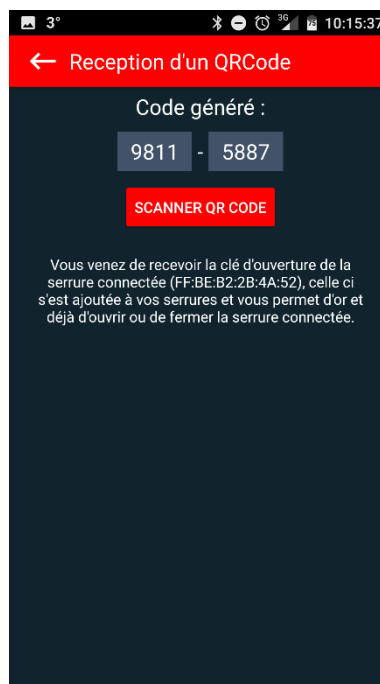 3° 36 75 10:15:37
← Reception d'un QRCode
Code généré :
9811 - 5887
SCANNER QR CODE
Vous venez de recevoir la clé d'ouverture de la
serrure connectée (FF:BE:B2:2B:4A:52), celle ci
s'est ajoutée à vos serrures et vous permet d'or et
déjà d'ouvrir ou de fermer la serrure connectée.